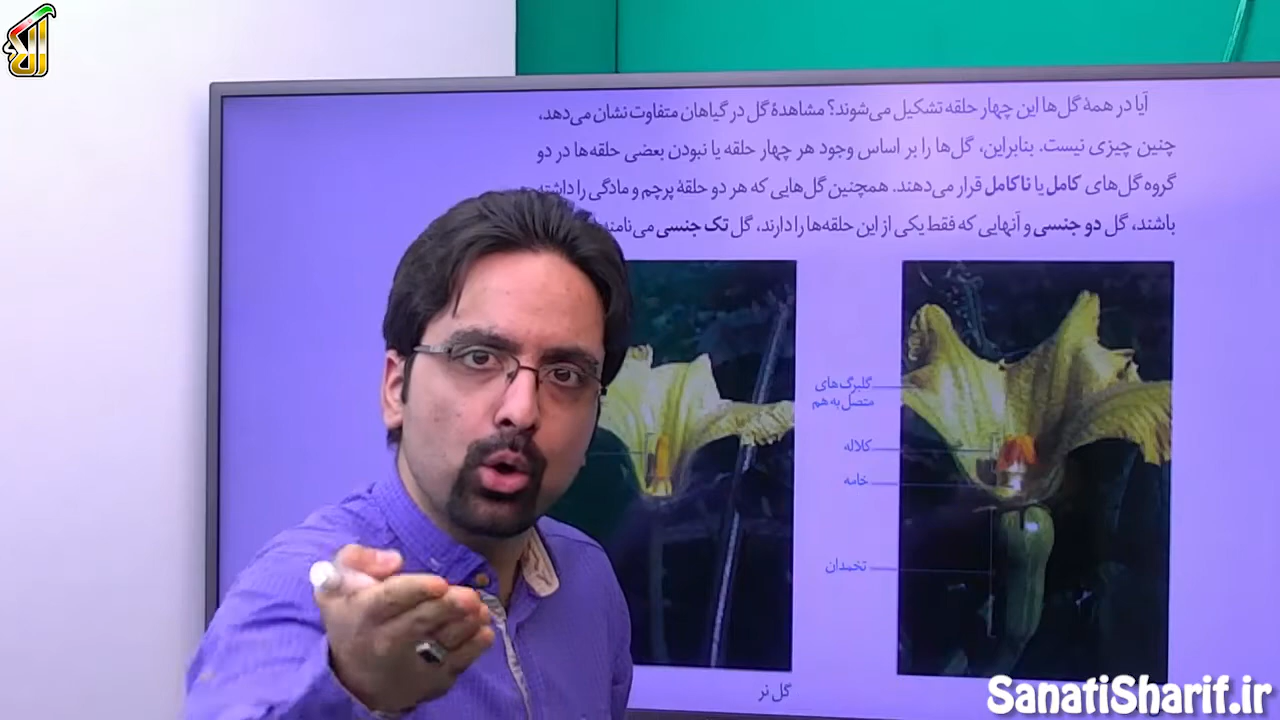 آیا در همهٔ گل‌ها این چهار حلقه تشکیل می‌شوند؟ مشاهدهٔ گل در گیاهان متفاوت نشان می‌دهد،
چنین چیزی نیست. بنابراین، گل‌ها را بر اساس وجود هر چهار حلقه یا نبودن بعضی حلقه‌ها در دو
گروه گل‌های کامل یا ناکامل قرار می‌دهند. همچنین گل‌هایی که هر دو حلقهٔ پرچم و مادگی را داشته
باشند، گل دو جنسی و آنهایی که فقط یکی از این حلقه‌ها را دارند، گل تک جنسی می‌نامند
گلبرگ‌های
متصل به هم
کلاله
خامه
تخمدان
گل نر
SanatiSharif.ir